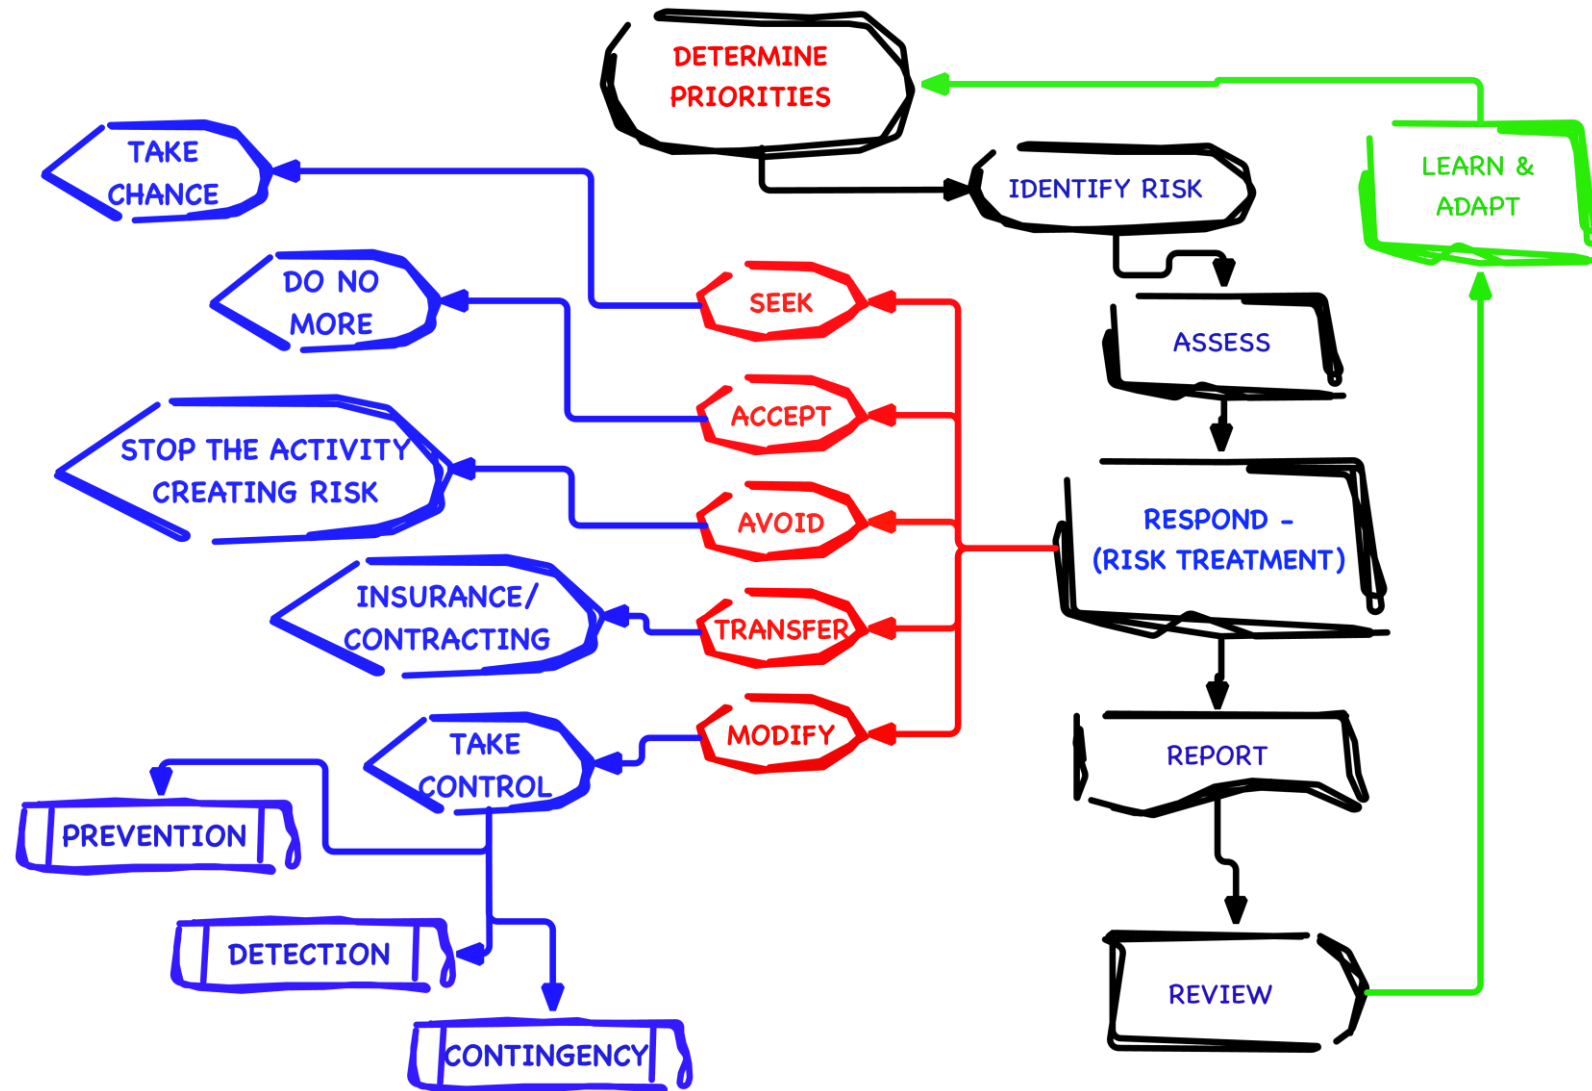 DETERMINE
PRIORITIES
IDENTIFY RISK
LEARN &
ADAPT
TAKE
CHANCE
DO NO
MORE
SEEK
ASSESS
ACCEPT
STOP THE ACTIVITY
CREATING RISK
AVOID
RESPOND -
(RISK TREATMENT)
INSURANCE/
CONTRACTING
TRANSFER
TAKE
CONTROL
MODIFY
REPORT
PREVENTION
DETECTION
CONTINGENCY
REVIEW